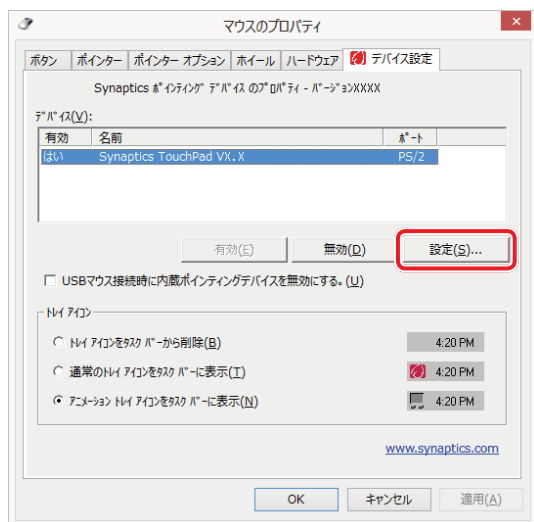 マウスのプロパティ
ボタン ポインター ポインター オプション ホイール ハードウェア デバイス設定
Synaptics ﾎﾟｲﾝﾃｨﾝｸﾞ ﾃﾞﾊﾞｲｽ のﾌﾟﾛﾊﾟﾃｨ - ﾊﾞｰｼﾞｮﾝXXXX
ﾃﾞﾊﾞｲｽ(V):
有効 名前 ﾎﾟｰﾄ
はい Synaptics TouchPad VX.X PS/2
有効(E) 無効(D) 設定(S)...
USBマウス接続時に内蔵ポインティングデバイスを無効にする。(U)
ﾄﾚｲ ｱｲｺﾝ
ﾄﾚｲ ｱｲｺﾝをﾀｽｸ ﾊﾞｰから削除(B) 4:20 PM
通常のﾄﾚｲ ｱｲｺﾝをﾀｽｸ ﾊﾞｰに表示(T) 4:20 PM
ｱﾆﾒｰｼｮﾝ ﾄﾚｲ ｱｲｺﾝをﾀｽｸ ﾊﾞｰに表示(N) 4:20 PM
www.synaptics.com
OK キャンセル 適用(A)